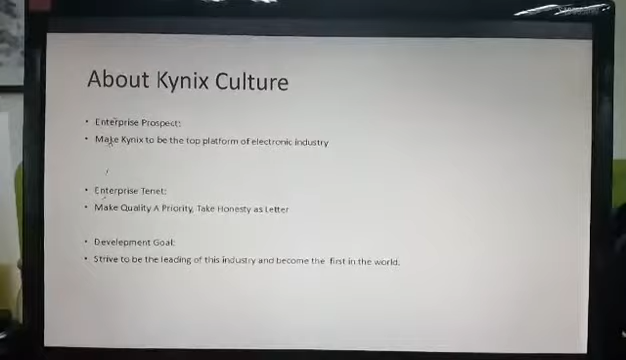 About Kynix Culture
• Enterprise Prospect:
• Make Kynix to be the top platform of electronic industry
• Enterprise Tenet:
• Make Quality A Priority, Take Honesty as Letter
• Development Goal:
• Strive to be the leading of this industry and become the first in the world.